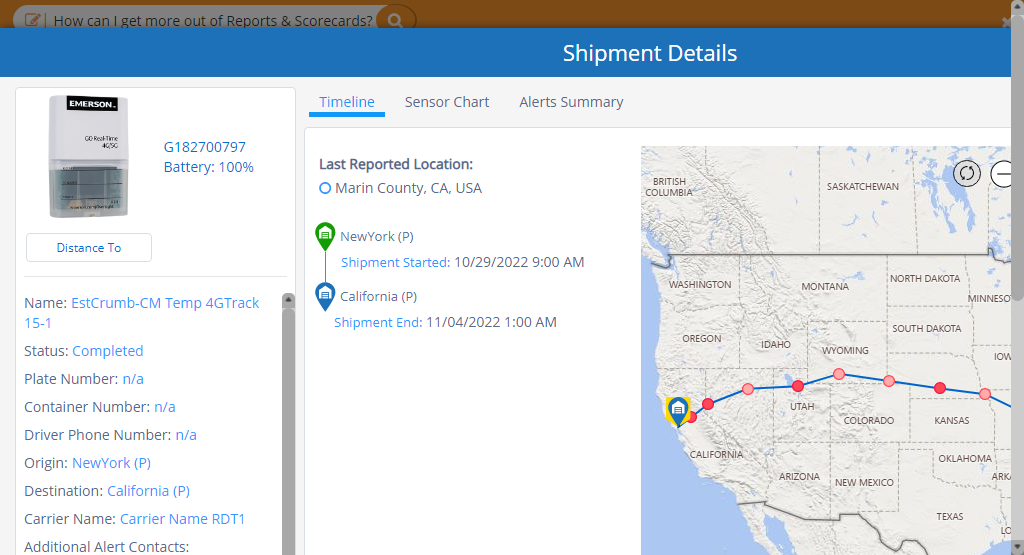 How can I get more out of Reports & Scorecards?
Shipment Details
EMERSON
GO Real-Time
4G/5G
G182700797
Battery: 100%
Distance To
Name: EstCrumb-CM Temp 4GTrack
15-1
Status: Completed
Plate Number: n/a
Container Number: n/a
Driver Phone Number: n/a
Origin: NewYork (P)
Destination: California (P)
Carrier Name: Carrier Name RDT1
Additional Alert Contacts:
Timeline
Sensor Chart
Alerts Summary
Last Reported Location:
Marin County, CA, USA
NewYork (P)
Shipment Started: 10/29/2022 9:00 AM
California (P)
Shipment End: 11/04/2022 1:00 AM
BRITISH
COLUMBIA
SASKATCHEWAN
WASHINGTON
MONTANA
NORTH DAKOTA
MINNESO
OREGON
IDAHO
SOUTH DAKOTA
WYOMING
IOW
UTAH
COLORADO
KANSAS
CALIFORNIA
OKLAHOMA
ARIZONA
NEW MEXICO
ARK
TEXAS
LO